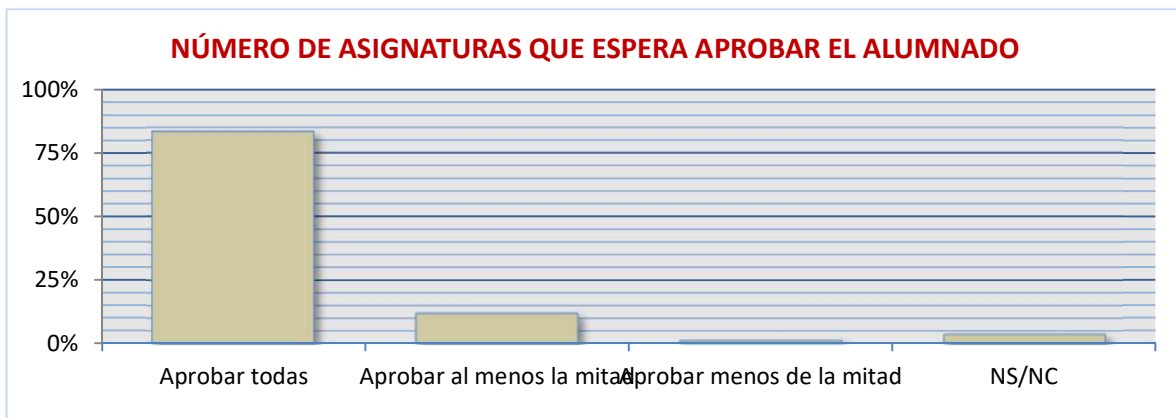 NÚMERO DE ASIGNATURAS QUE ESPERA APROBAR EL ALUMNADO
100%
75%
50%
25%
0%
Aprobar todas
Aprobar al menos la mitad
Aprobar menos de la mitad
NS/NC